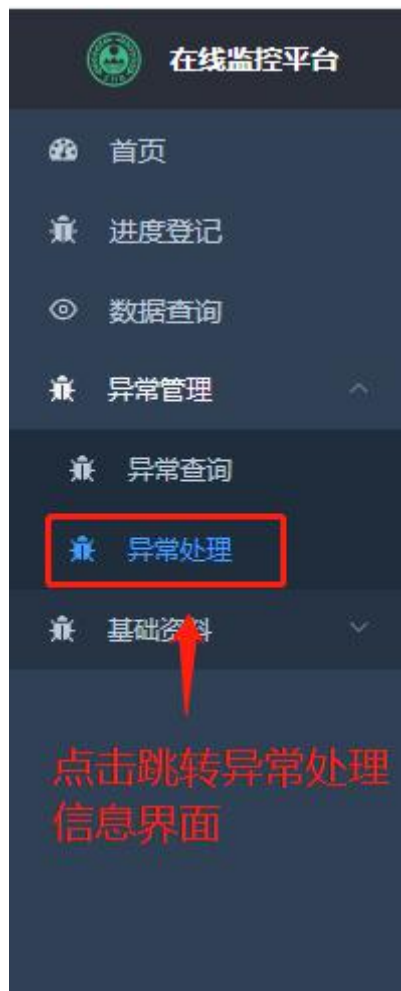 在线监控平台
首页
进度登记
数据查询
异常管理
异常查询
异常处理
基础资料
点击跳转异常处理
信息界面